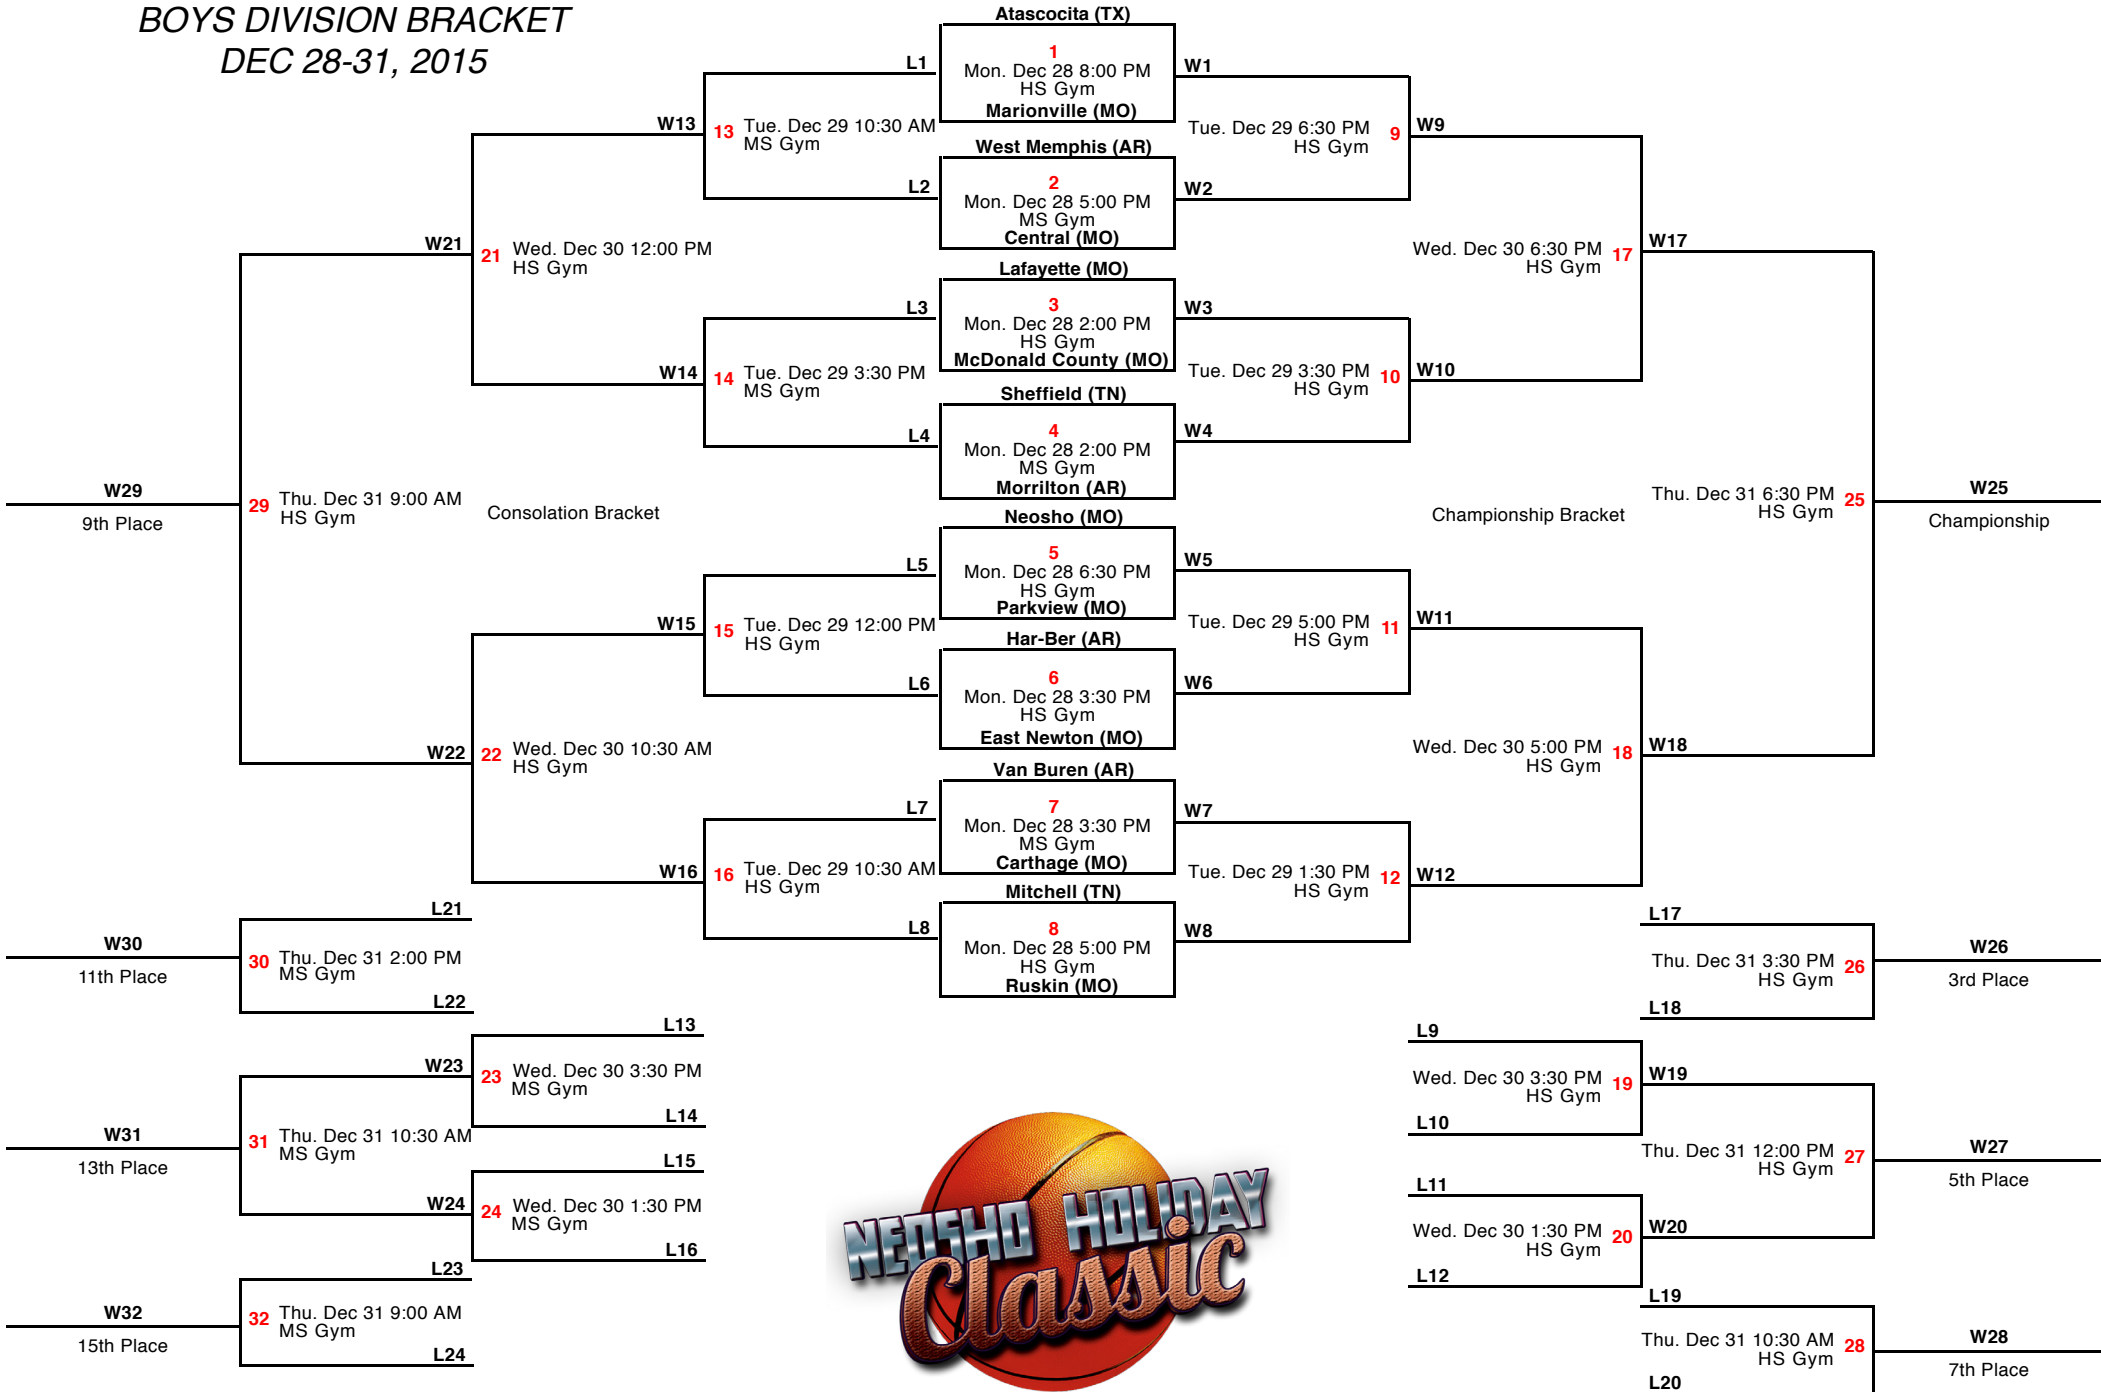 BOYS DIVISION BRACKET
DEC 28-31, 2015
Atascocita (TX)
1
Mon. Dec 28 8:00 PM
HS Gym
Marionville (MO)
West Memphis (AR)
2
Mon. Dec 28 5:00 PM
MS Gym
Central (MO)
Lafayette (MO)
3
Mon. Dec 28 2:00 PM
HS Gym
McDonald County (MO)
Sheffield (TN)
4
Mon. Dec 28 2:00 PM
MS Gym
Morrilton (AR)
Neosho (MO)
5
Mon. Dec 28 6:30 PM
HS Gym
Parkview (MO)
Har-Ber (AR)
6
Mon. Dec 28 3:30 PM
HS Gym
East Newton (MO)
Van Buren (AR)
7
Mon. Dec 28 3:30 PM
MS Gym
Carthage (MO)
Mitchell (TN)
8
Mon. Dec 28 5:00 PM
HS Gym
Ruskin (MO)
L1
13 Tue. Dec 29 10:30 AM
MS Gym
L2
L3
14 Tue. Dec 29 3:30 PM
MS Gym
L4
L5
15 Tue. Dec 29 12:00 PM
HS Gym
L6
L7
16 Tue. Dec 29 10:30 AM
HS Gym
L8
W13
21 Wed. Dec 30 12:00 PM
HS Gym
W14
W15
22 Wed. Dec 30 10:30 AM
HS Gym
W16
W21
29 Thu. Dec 31 9:00 AM
HS Gym
W22
W29
9th Place
Consolation Bracket
L21
30 Thu. Dec 31 2:00 PM
MS Gym
L22
W30
11th Place
L13
23 Wed. Dec 30 3:30 PM
MS Gym
L14
L15
24 Wed. Dec 30 1:30 PM
MS Gym
L16
W23
31 Thu. Dec 31 10:30 AM
MS Gym
W24
W31
13th Place
L23
32 Thu. Dec 31 9:00 AM
MS Gym
L24
W32
15th Place
W1
Tue. Dec 29 6:30 PM 9
HS Gym
W2
W3
Tue. Dec 29 3:30 PM 10
HS Gym
W4
W5
Tue. Dec 29 5:00 PM 11
HS Gym
W6
W7
Tue. Dec 29 1:30 PM 12
HS Gym
W8
W9
Wed. Dec 30 6:30 PM 17
HS Gym
W10
W11
Wed. Dec 30 5:00 PM 18
HS Gym
W12
W17
Thu. Dec 31 6:30 PM 25
HS Gym
W18
W25
Championship
Championship Bracket
L17
Thu. Dec 31 3:30 PM 26
HS Gym
L18
W26
3rd Place
L9
Wed. Dec 30 3:30 PM 19
HS Gym
L10
L11
Wed. Dec 30 1:30 PM 20
HS Gym
L12
W19
Thu. Dec 31 12:00 PM 27
HS Gym
W20
W27
5th Place
L19
Thu. Dec 31 10:30 AM 28
HS Gym
L20
W28
7th Place
NEOSHO HOLIDAY
Classic